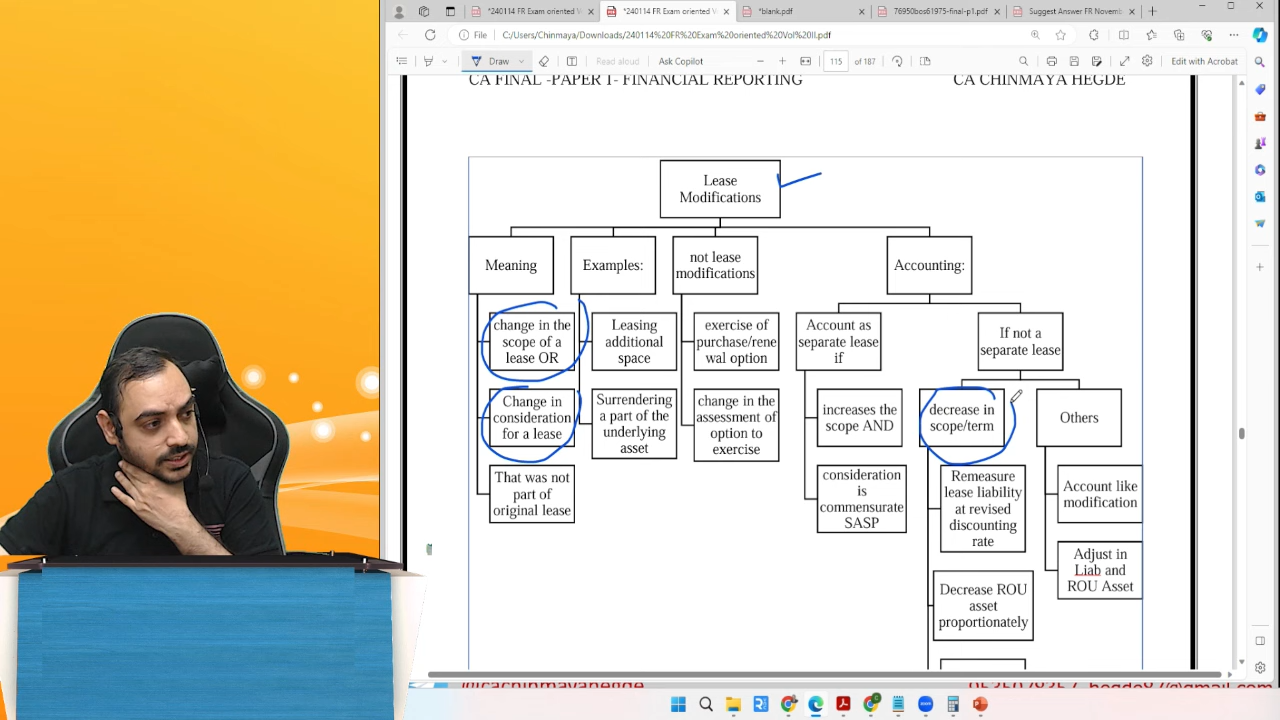 *240114 FR Exam oriented V
*240114 FR Exam oriented V
*blank.pdf
76950bos61975-final-p1.pdf
Suggest Answer FR Novemb
File
C:/Users/Chinmaya/Downloads/240114%20FR%20Exam%20oriented%20Vol%20II.pdf
Draw
Read aloud
Ask Copilot
115
of 187
Edit with Acrobat
CA FINAL -PAPER 1- FINANCIAL REPORTING
CA CHINMAYA HEGDE
Lease
Modifications
Meaning
change in the
scope of a
lease OR
Change in
consideration
for a lease
That was not
part of
original lease
Examples:
Leasing
additional
space
Surrendering
a part of the
underlying
asset
not lease
modifications
exercise of
purchase/rene
wal option
change in the
assessment of
option to
exercise
Accounting:
Account as
separate lease
if
increases the
scope AND
consideration
is
commensurate
SASP
If not a
separate lease
decrease in
scope/term
Remeasure
lease liability
at revised
discounting
rate
Decrease ROU
asset
proportionately
Others
Account like
modification
Adjust in
Liab and
ROU Asset